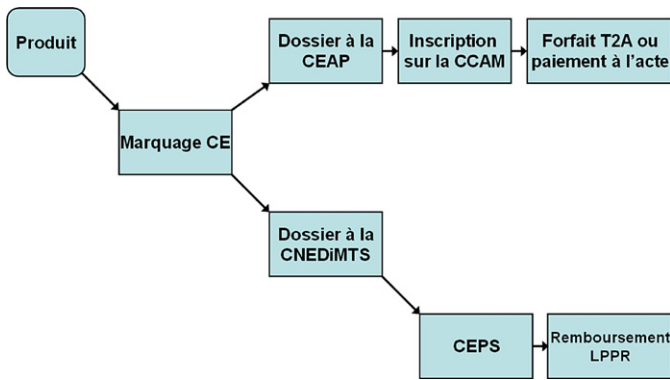 Produit
Dossier à la
CEAP
Inscription
sur la CCAM
Forfait T2A ou
paiement à l'acte
Marquage CE
Dossier à la
CNEDiMTS
CEPS
Remboursement
LPPR